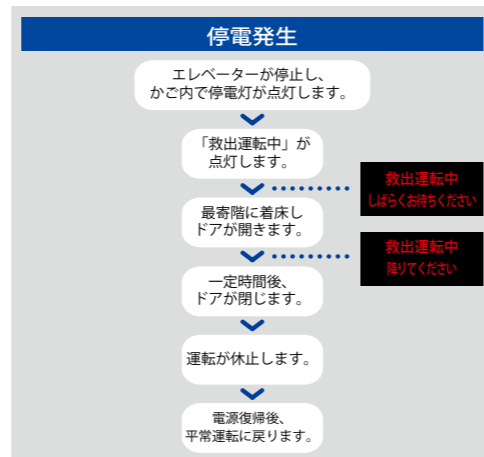 停電発生
エレベーターが停止し、
かご内で停電灯が点灯します。
「救出運転中」が
点灯します。
救出運転中
しばらくお待ちください
最寄階に着床し
ドアが開きます。
救出運転中
降りてください
一定時間後、
ドアが閉じます。
運転が休止します。
電源復帰後、
平常運転に戻ります。